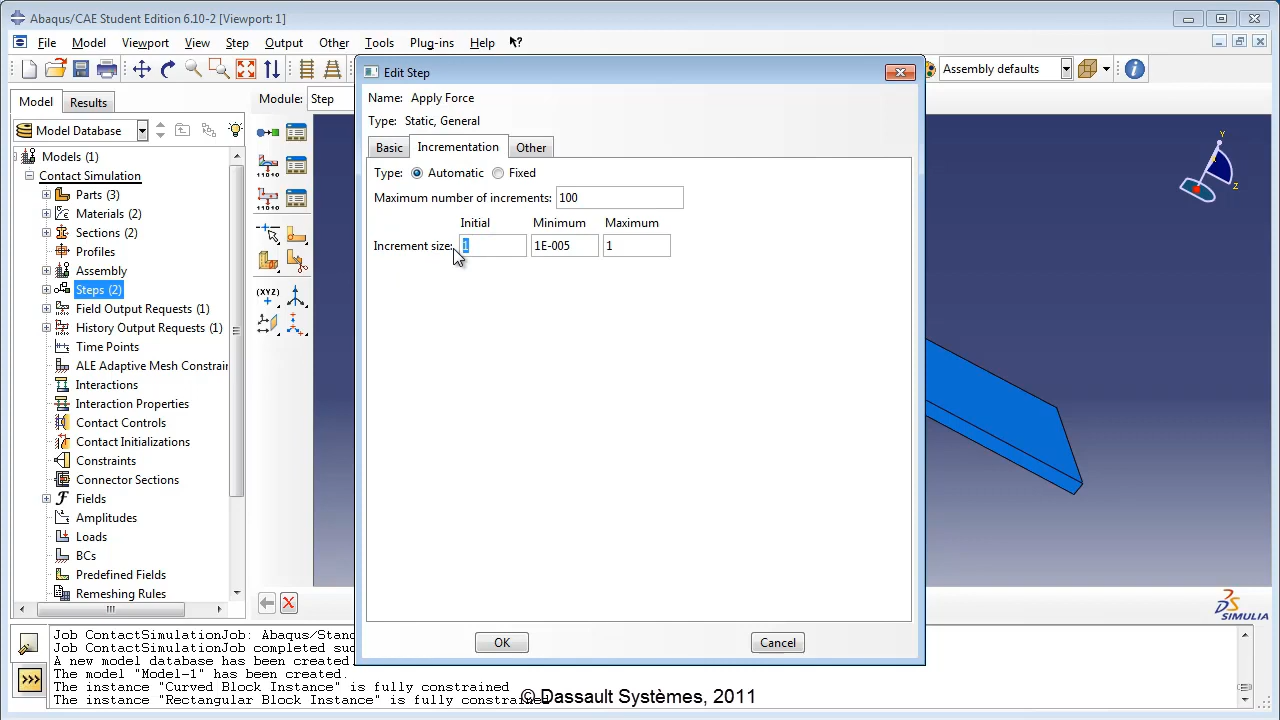 Abaqus/CAE Student Edition 6.10-2 [Viewport: 1]
File Model Viewport View Step Output Other Tools Plug-ins Help
Assembly defaults
Model Results
Module: Step
Model Database
Models (1)
Contact Simulation
Parts (3)
Materials (2)
Sections (2)
Profiles
Assembly
Steps (2)
Field Output Requests (1)
History Output Requests (1)
Time Points
ALE Adaptive Mesh Constrain
Interactions
Interaction Properties
Contact Controls
Contact Initializations
Constraints
Connector Sections
Fields
Amplitudes
Loads
BCs
Predefined Fields
Remeshing Rules
(XYZ)
Edit Step
Name: Apply Force
Type: Static, General
Basic Incrementation Other
Type: Automatic Fixed
Maximum number of increments: 100
Initial Minimum Maximum
Increment size: 1 1E-005 1
OK Cancel
Y
X
Z
SIMULIA
Job ContactSimulationJob: Abaqus/Stan
Job ContactSimulationJob completed suc
A new model database has been created.
The model "Model-1" has been created.
The instance "Curved Block Instance" is fully constrained
The instance "Rectangular Block Instance" is fully constrained
© Dassault Systèmes, 2011